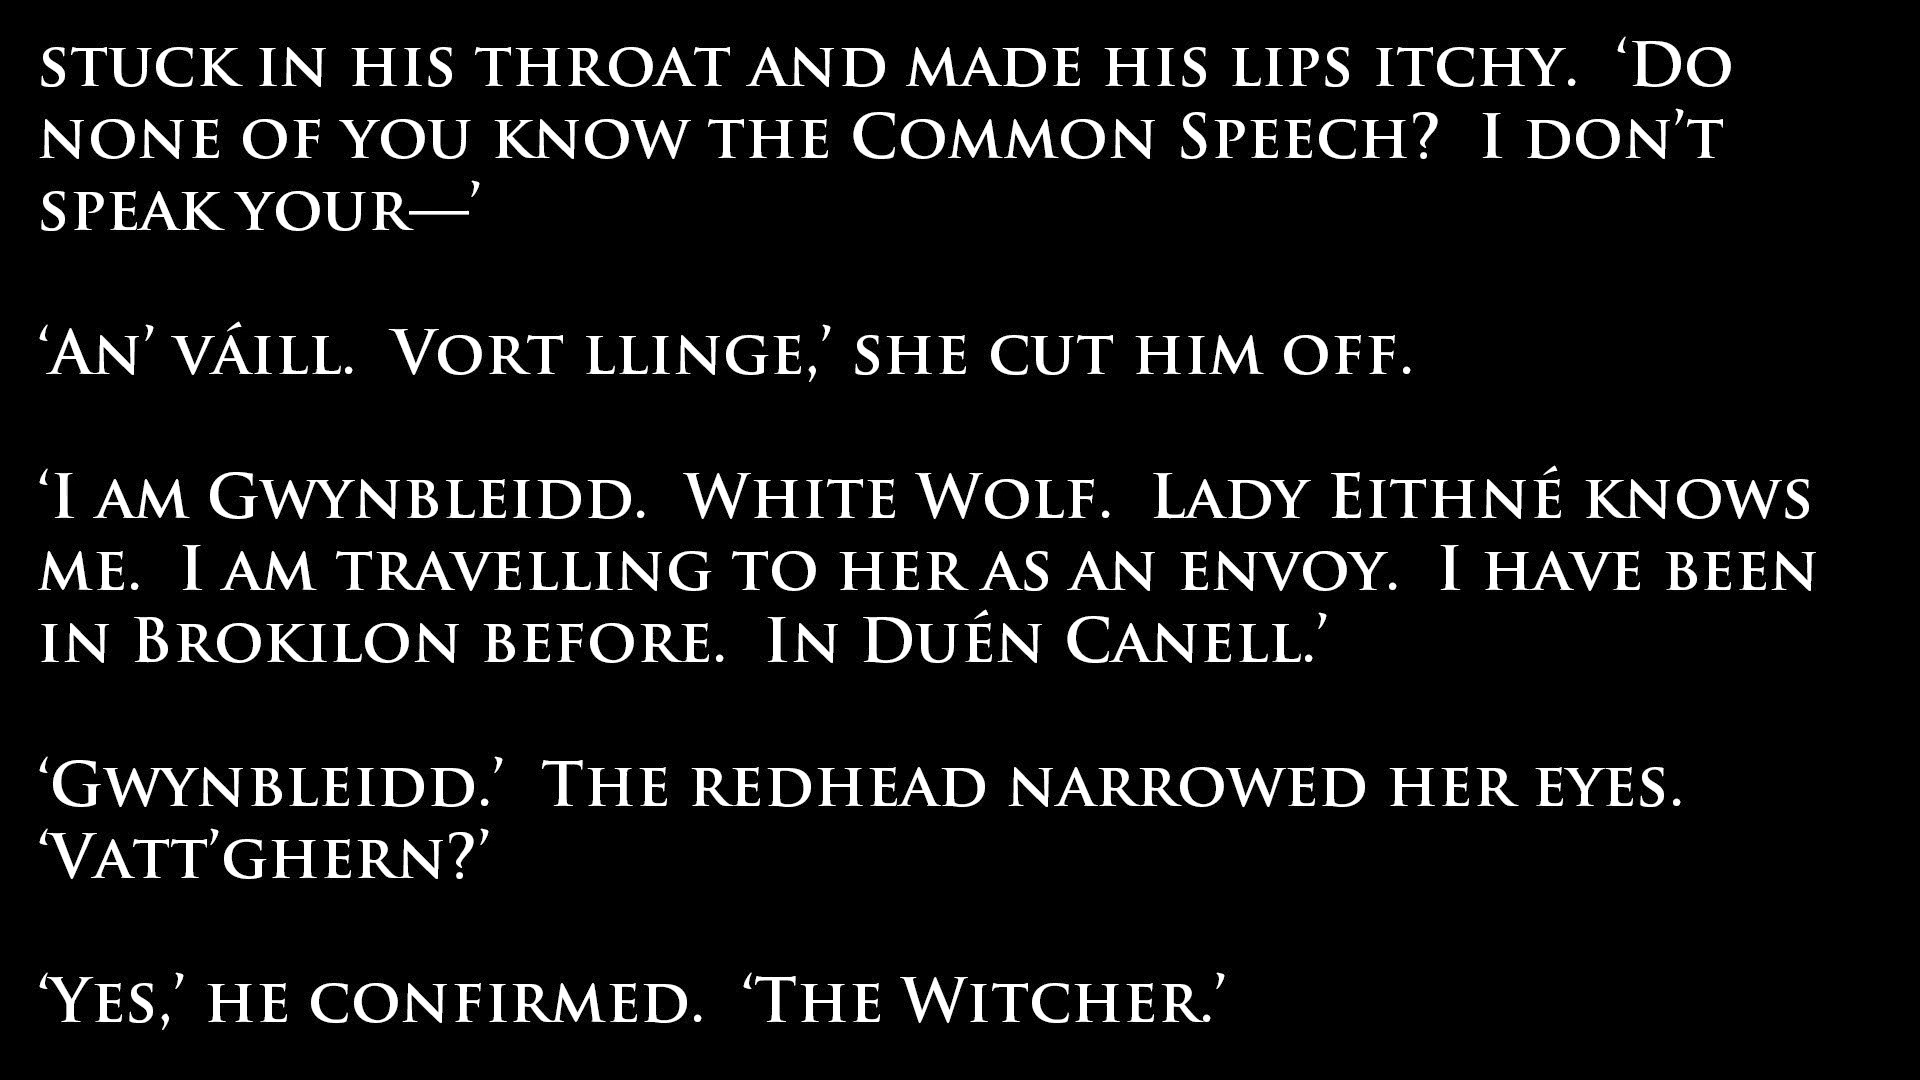 stuck in his throat and made his lips itchy.  ‘Do
none of you know the Common Speech?  I don’t
speak your—’
‘An’ váill.  Vort llinge,’ she cut him off.
‘I am Gwynbleidd.  White Wolf.  Lady Eithné knows
me.  I am travelling to her as an envoy.  I have been
in Brokilon before.  In Duén Canell.’
‘Gwynbleidd.’  The redhead narrowed her eyes.
‘Vatt’ghern?’
‘Yes,’ he confirmed.  ‘The Witcher.’